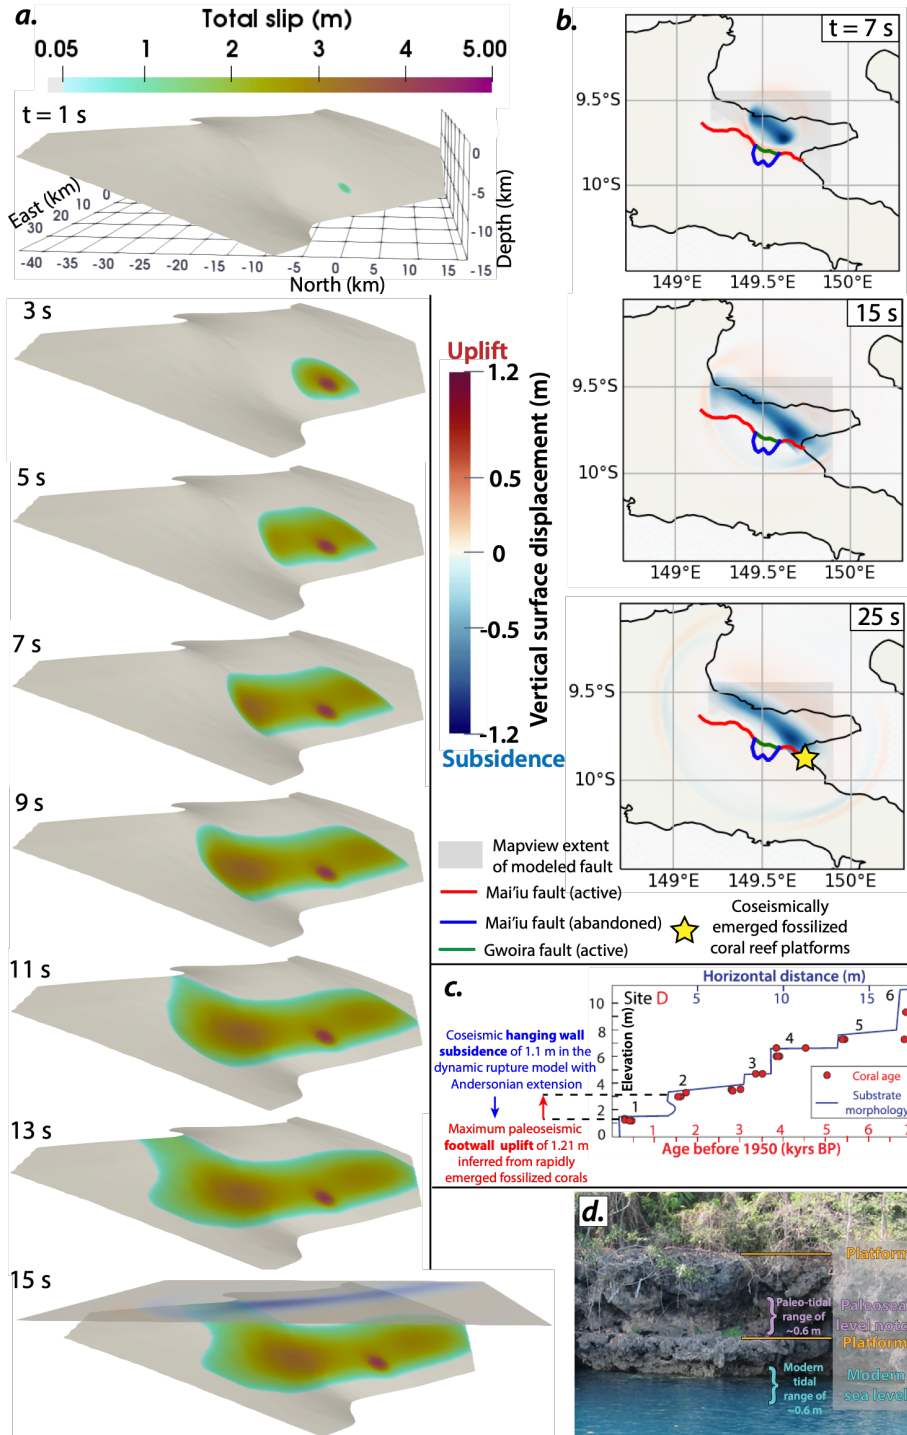 a.
Total slip (m)
0.05 1 2 3 4 5.00
t = 1 s
0
-5
-10
-15
Depth (km)
East (km)
0
10
20
30
-40 -35 -30 -25 -20 -15 -10 -5 0 5 10 15
North (km)
3 s
5 s
7 s
9 s
11 s
13 s
15 s
Uplift
1.2
0.5
0
-0.5
-1.2
Vertical surface displacement (m)
Subsidence
Mapview extent
of modeled fault
Mai'iu fault (active)
Mai'iu fault (abandoned)
Gwoira fault (active)
b.
t = 7 s
9.5°S
10°S
149°E 149.5°E 150°E
15 s
9.5°S
10°S
149°E 149.5°E 150°E
25 s
9.5°S
10°S
149°E 149.5°E 150°E
Coseismically
emerged fossilized
coral reef platforms
c.
Coseismic hanging wall
subsidence of 1.1 m in the
dynamic rupture model with
Andersonian extension
Maximum paleoseismic
footwall uplift of 1.21 m
inferred from rapidly
emerged fossilized corals
Horizontal distance (m)
5 10 15
Site D
Elevation (m)
10
8
6
4
2
0
1
2
3
4
5
6
Coral age
Substrate
morphology
1 2 3 4 5 6 7
Age before 1950 (kyrs BP)
d.
Platform
Paleo-tidal
range of
~0.6 m
Paleosea
level notc
Platform
Modern
tidal
range of
~0.6 m
Modern
sea level